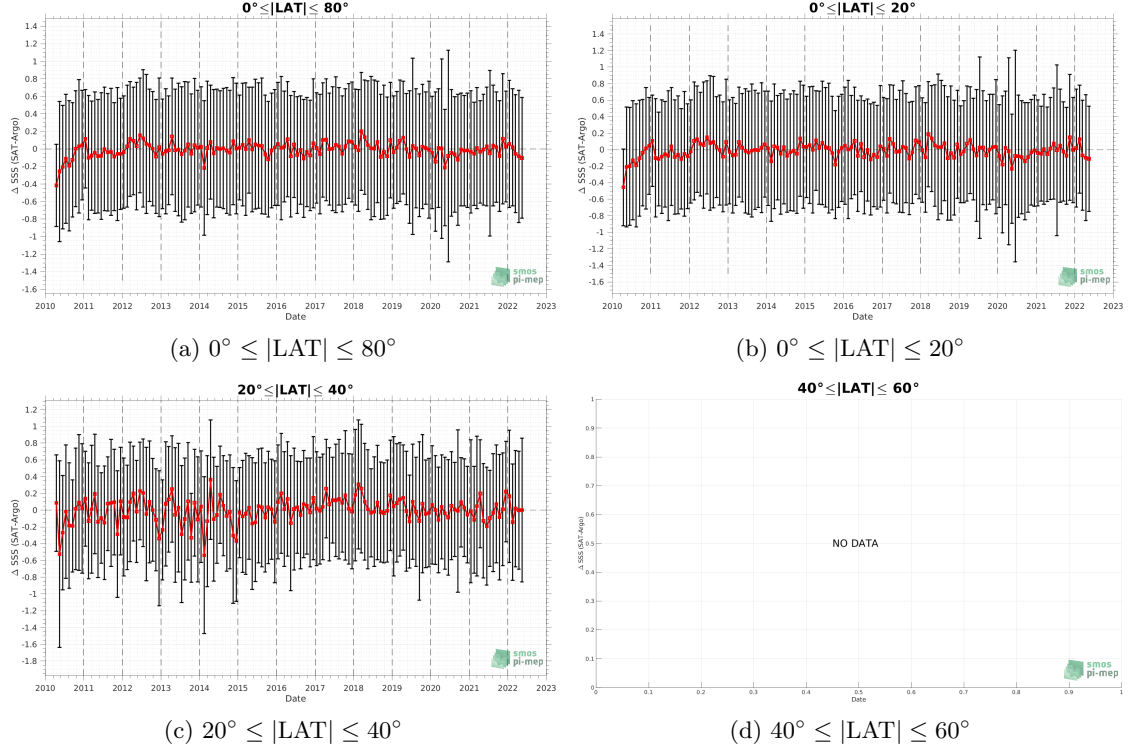 0°≤|LAT|≤ 80°
Δ SSS (SAT-Argo)
1.4
1.2
1
0.8
0.6
0.4
0.2
0
-0.2
-0.4
-0.6
-0.8
-1
-1.2
-1.4
-1.6
2010 2011 2012 2013 2014 2015 2016 2017 2018 2019 2020 2021 2022 2023
Date
smos
pi-mep
(a) 0° ≤ |LAT| ≤ 80°
0°≤|LAT|≤ 20°
Δ SSS (SAT-Argo)
1.4
1.2
1
0.8
0.6
0.4
0.2
0
-0.2
-0.4
-0.6
-0.8
-1
-1.2
-1.4
-1.6
2010 2011 2012 2013 2014 2015 2016 2017 2018 2019 2020 2021 2022 2023
Date
smos
pi-mep
(b) 0° ≤ |LAT| ≤ 20°
20°≤|LAT|≤ 40°
Δ SSS (SAT-Argo)
1.2
1
0.8
0.6
0.4
0.2
0
-0.2
-0.4
-0.6
-0.8
-1
-1.2
-1.4
-1.6
-1.8
2010 2011 2012 2013 2014 2015 2016 2017 2018 2019 2020 2021 2022 2023
Date
smos
pi-mep
(c) 20° ≤ |LAT| ≤ 40°
40°≤|LAT|≤ 60°
Δ SSS (SAT-Argo)
1
0.9
0.8
0.7
0.6
0.5
0.4
0.3
0.2
0.1
0
NO DATA
0 0.1 0.2 0.3 0.4 0.5 0.6 0.7 0.8 0.9 1
Date
smos
pi-mep
(d) 40° ≤ |LAT| ≤ 60°